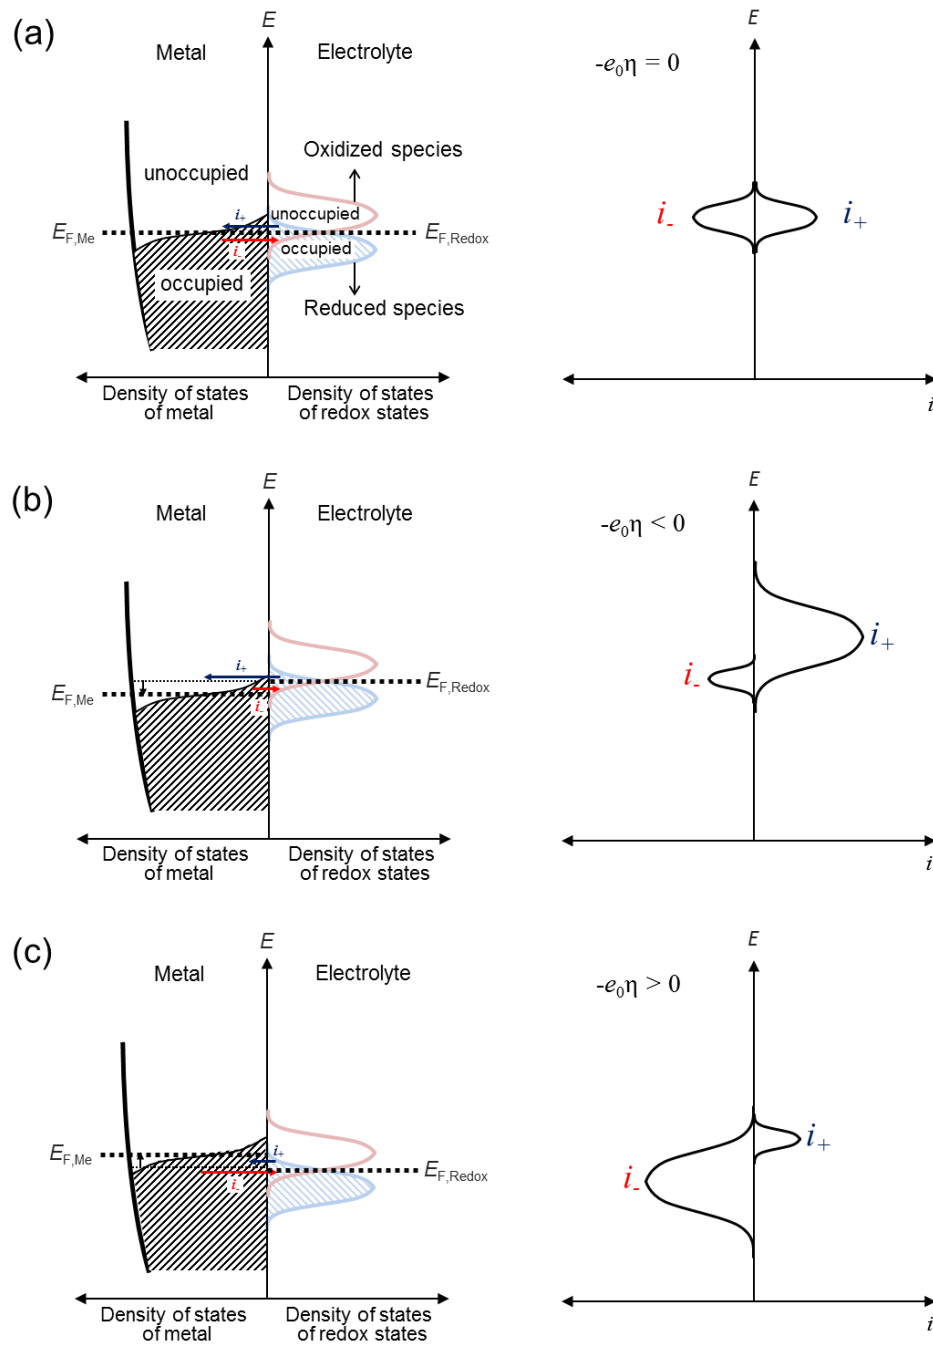 (a)
E
Metal
Electrolyte
Oxidized species
unoccupied
i+
unoccupied
EF,Me
EF,Redox
i-
occupied
occupied
Reduced species
Density of states
of metal
Density of states
of redox states
E
-e0η = 0
i-
i+
i
(b)
E
Metal
Electrolyte
i+
EF,Me
EF,Redox
i-
Density of states
of metal
Density of states
of redox states
E
-e0η < 0
i+
i-
i
(c)
E
Metal
Electrolyte
EF,Me
i+
EF,Redox
i-
Density of states
of metal
Density of states
of redox states
E
-e0η > 0
i+
i-
i